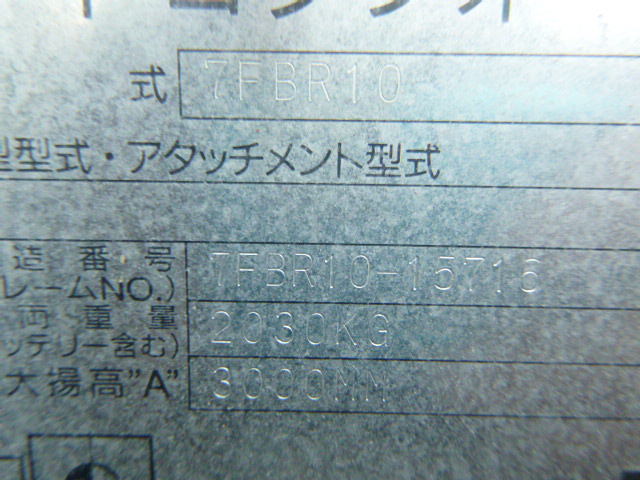 式 7FBR10
型式・アタッチメント型式
造番号 7FBR10-15716
レームNO.)
両重量 2030KG
ッテリー含む)
大揚高"A" 3000MM